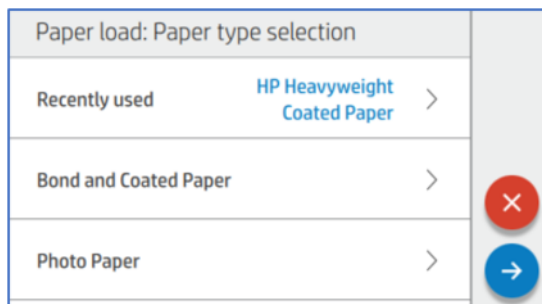 Paper load: Paper type selection
Recently used
HP Heavyweight
Coated Paper
Bond and Coated Paper
Photo Paper